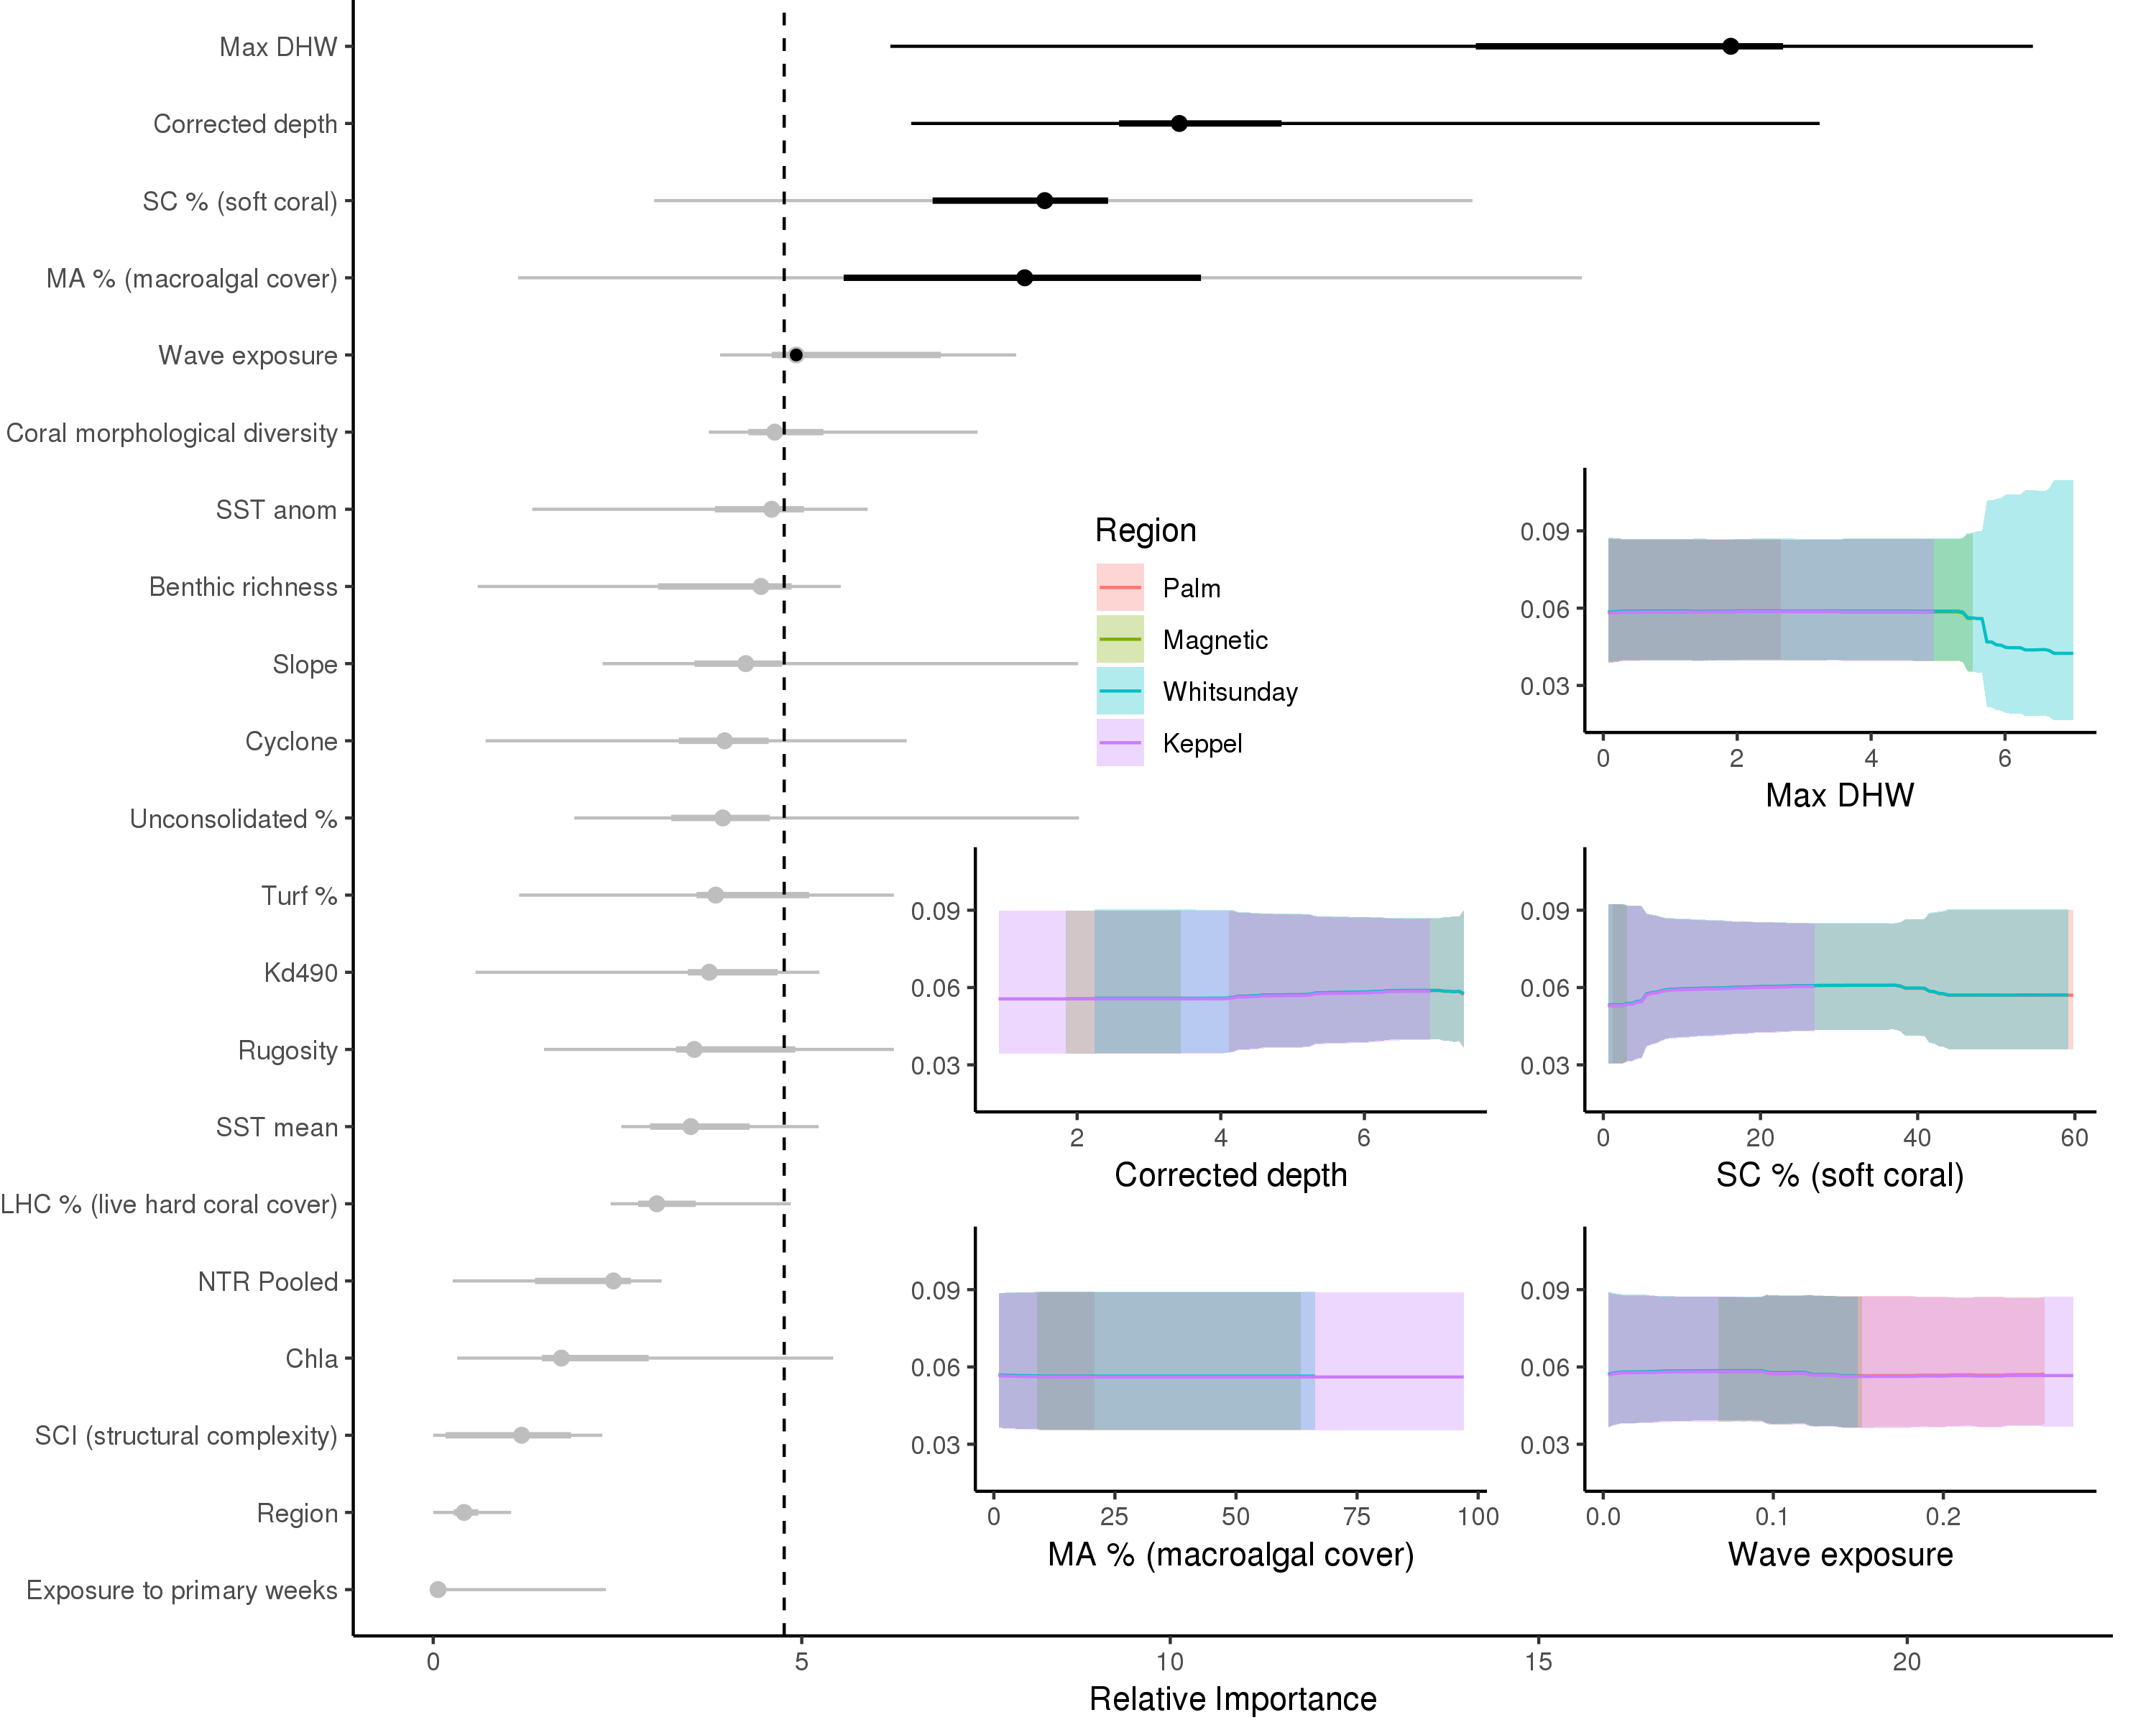 Max DHW
Corrected depth
SC % (soft coral)
MA % (macroalgal cover)
Wave exposure
Coral morphological diversity
SST anom
Benthic richness
Slope
Cyclone
Unconsolidated %
Turf %
Kd490
Rugosity
SST mean
LHC % (live hard coral cover)
NTR Pooled
Chla
SCI (structural complexity)
Region
Exposure to primary weeks
0 5 10 15 20
Relative Importance
Region
Palm
Magnetic
Whitsunday
Keppel
0.09
0.06
0.03
0 2 4 6
Max DHW
0.09
0.06
0.03
2 4 6
Corrected depth
0.09
0.06
0.03
0 20 40 60
SC % (soft coral)
0.09
0.06
0.03
0 25 50 75 100
MA % (macroalgal cover)
0.09
0.06
0.03
0.0 0.1 0.2
Wave exposure